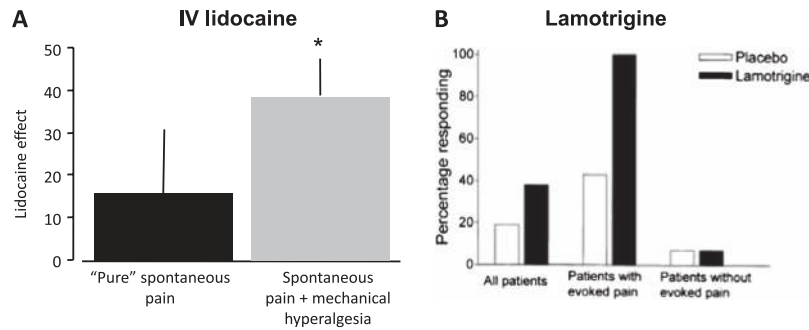 A
IV lidocaine
*
50
40
30
20
10
0
Lidocaine effect
“Pure” spontaneous
pain
Spontaneous
pain + mechanical
hyperalgesia
B
Lamotrigine
Placebo
Lamotrigine
100
80
60
40
20
0
Percentage responding
All patients
Patients with
evoked pain
Patients without
evoked pain